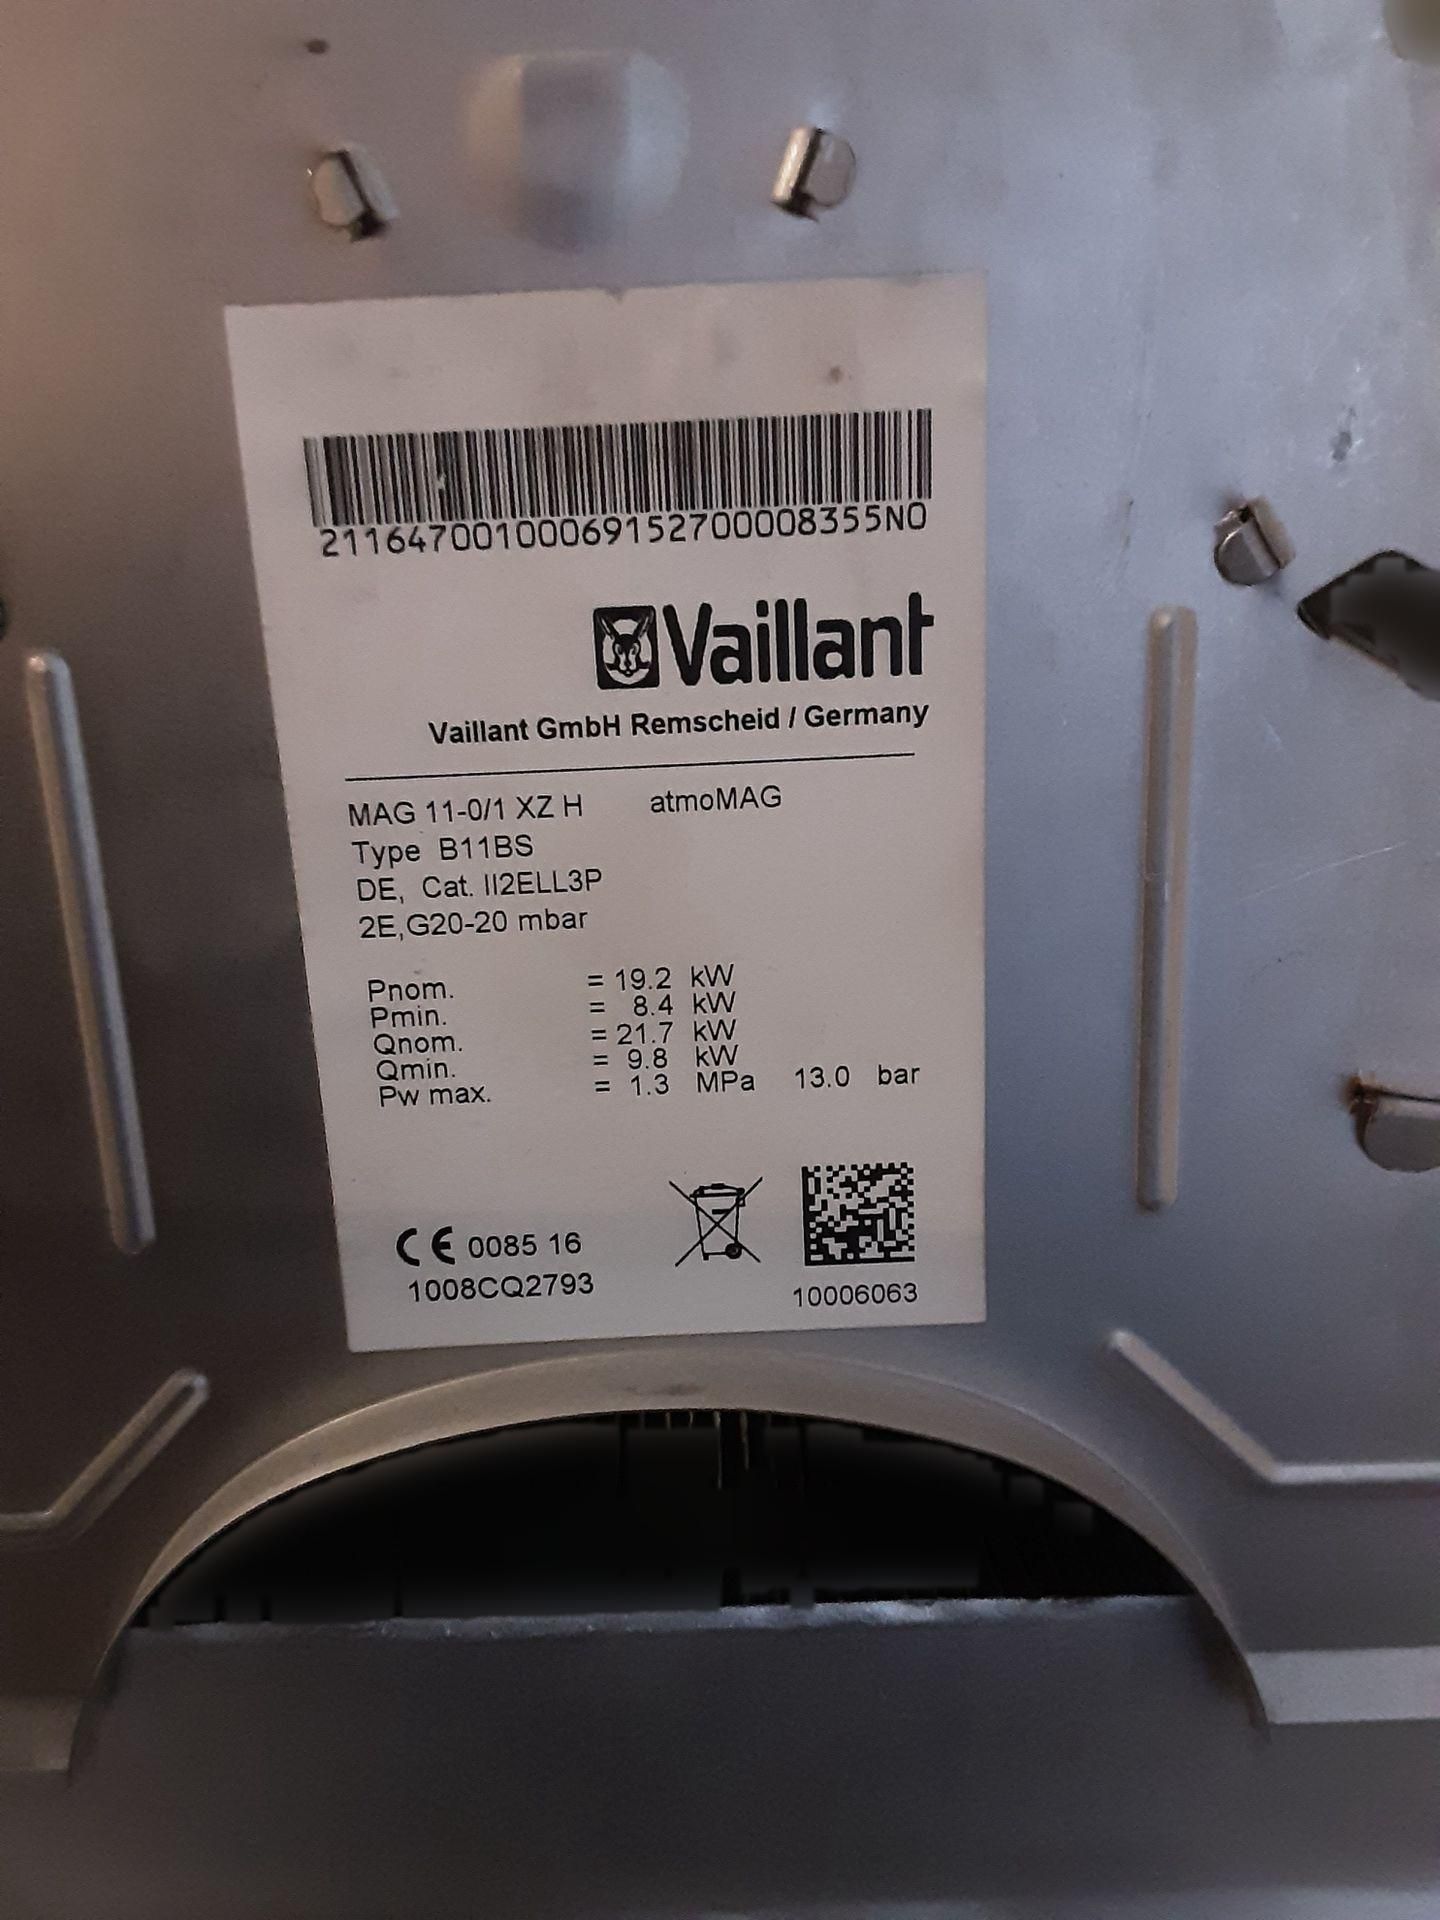 21164700100069152700008355N0
Vaillant
Vaillant GmbH Remscheid / Germany
MAG 11-0/1 XZ H atmoMAG
Type B11BS
DE, Cat. II2ELL3P
2E,G20-20 mbar
Pnom. = 19.2 kW
Pmin. = 8.4 kW
Qnom. = 21.7 kW
Qmin. = 9.8 kW
Pw max. = 1.3 MPa 13.0 bar
CE 0085 16
1008CQ2793
10006063